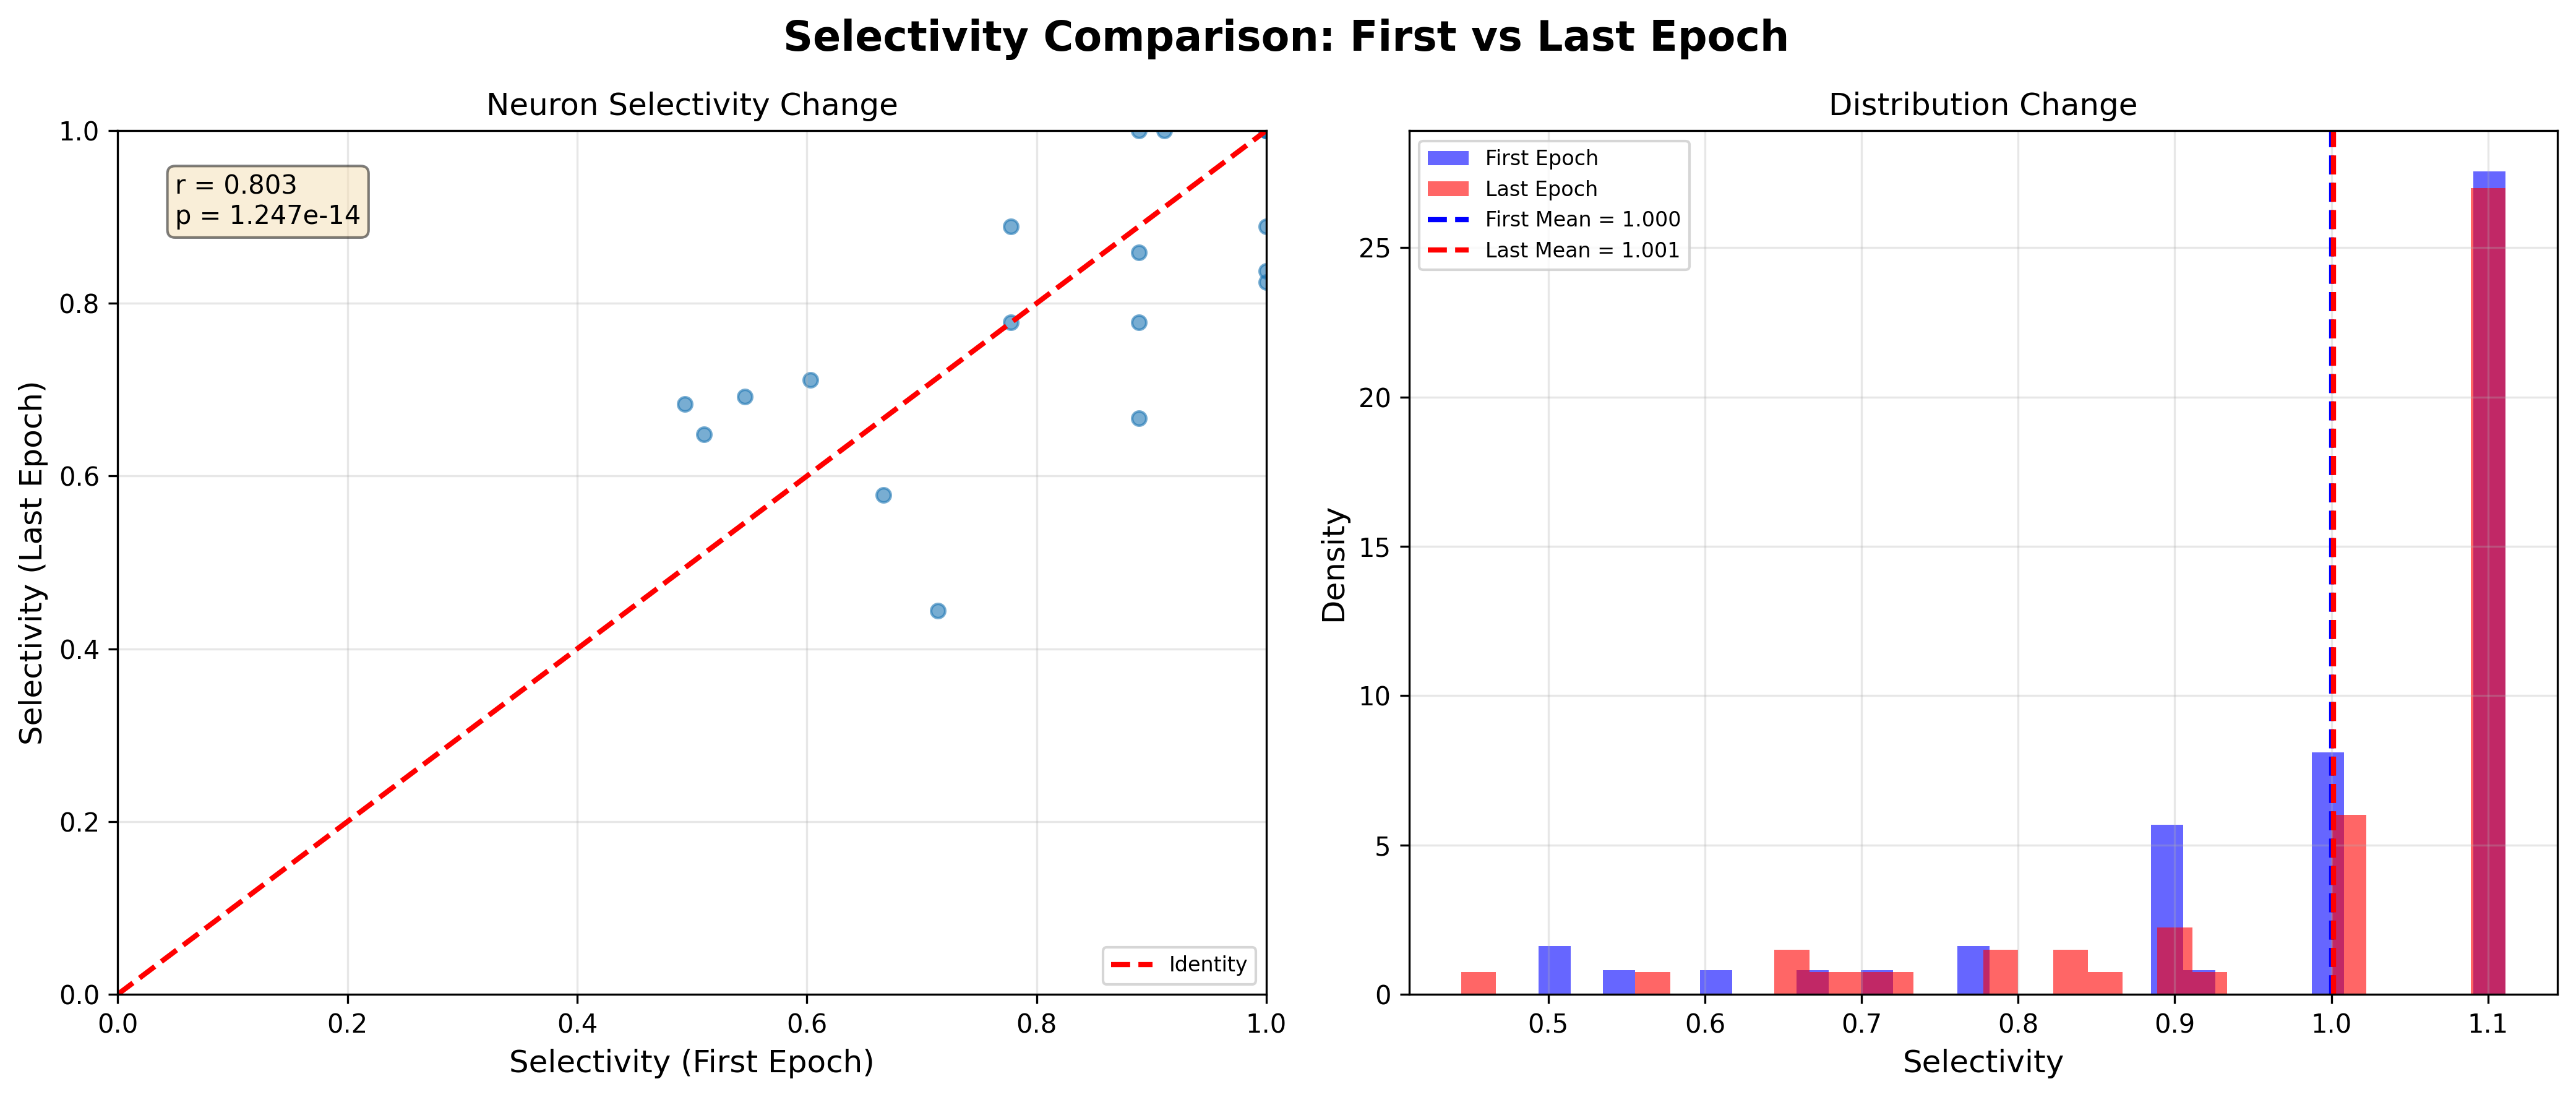 Selectivity Comparison: First vs Last Epoch
Neuron Selectivity Change
r = 0.803
p = 1.247e-14
Identity
1.0
0.8
0.6
0.4
0.2
0.0
0.0 0.2 0.4 0.6 0.8 1.0
Selectivity (First Epoch)
Selectivity (Last Epoch)
Distribution Change
First Epoch
Last Epoch
First Mean = 1.000
Last Mean = 1.001
25
20
15
10
5
0
0.5 0.6 0.7 0.8 0.9 1.0 1.1
Selectivity
Density